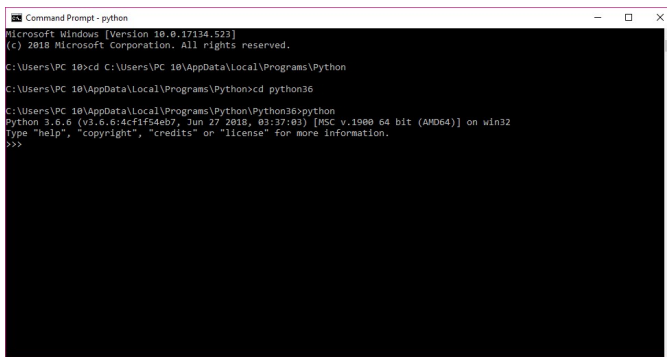 Command Prompt - python
Microsoft Windows [Version 10.0.17134.523]
(c) 2018 Microsoft Corporation. All rights reserved.
C:\Users\PC 10>cd C:\Users\PC 10\AppData\Local\Programs\Python
C:\Users\PC 10\AppData\Local\Programs\Python>cd python36
C:\Users\PC 10\AppData\Local\Programs\Python\Python36>python
Python 3.6.6 (v3.6.6:4cf1f54eb7, Jun 27 2018, 03:37:03) [MSC v.1900 64 bit (AMD64)] on win32
Type "help", "copyright", "credits" or "license" for more information.
>>>